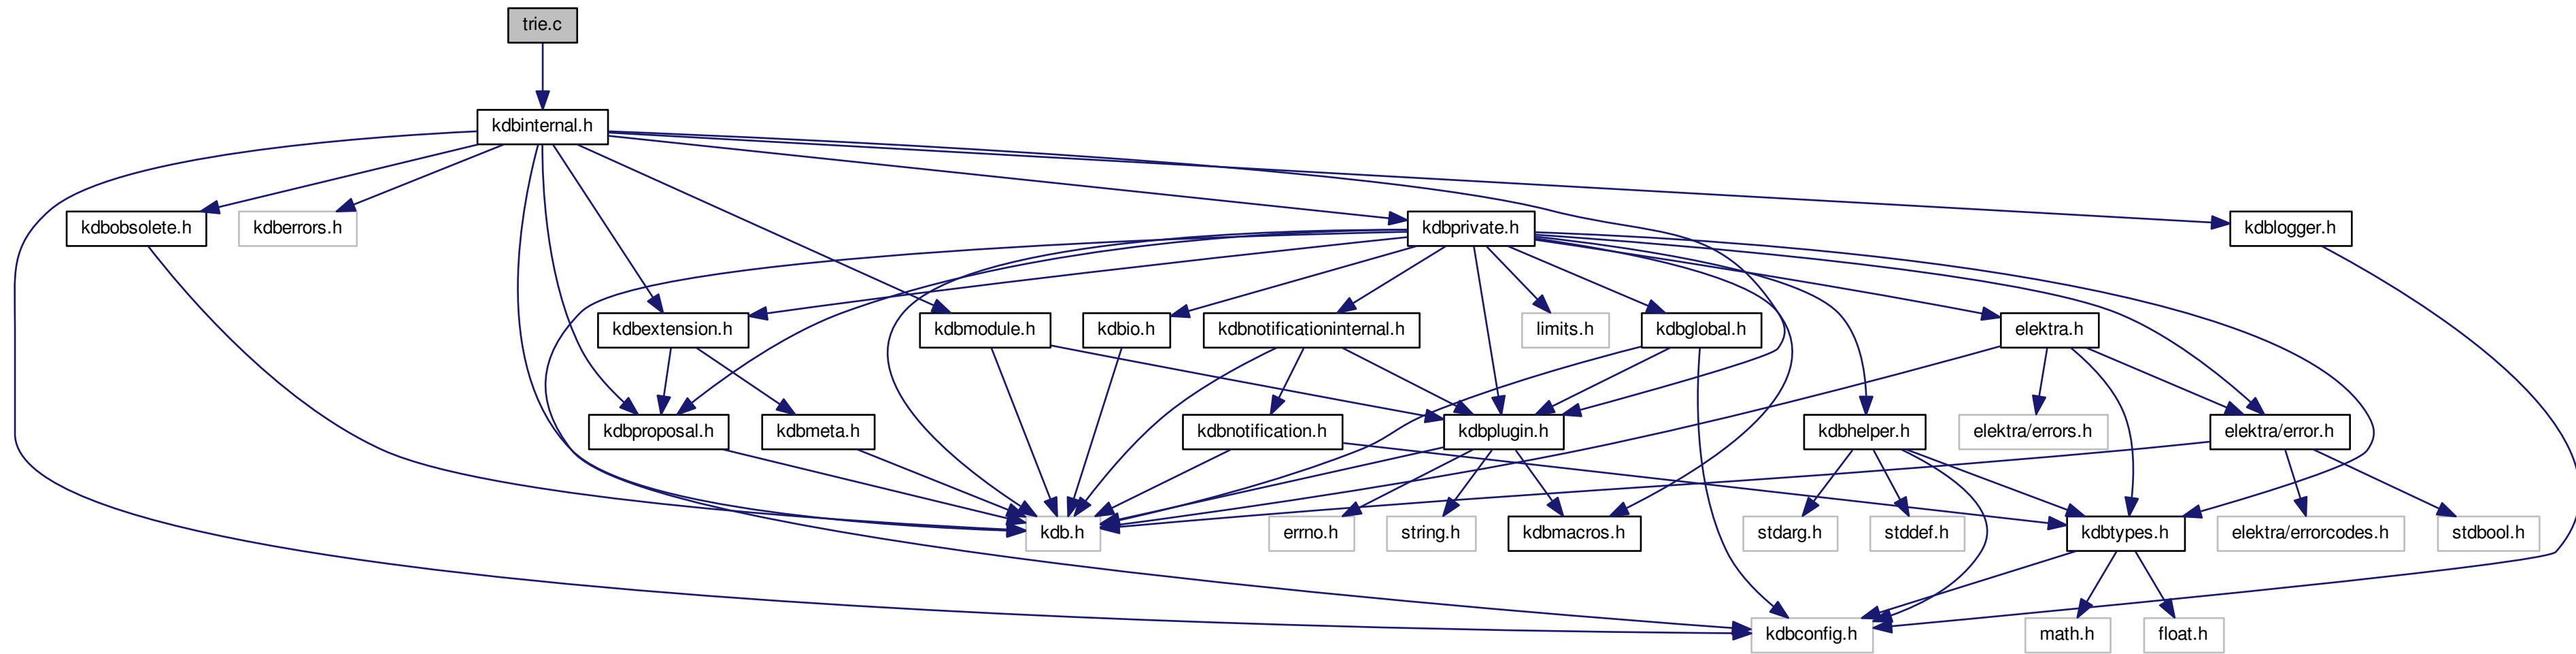 trie.c
kdbinternal.h
kdbobsolete.h
kdberrors.h
kdbprivate.h
kdblogger.h
kdbextension.h
kdbmodule.h
kdbio.h
kdbnotificationinternal.h
limits.h
kdbglobal.h
elektra.h
kdbproposal.h
kdbmeta.h
kdbnotification.h
kdbplugin.h
kdbhelper.h
elektra/errors.h
elektra/error.h
kdb.h
errno.h
string.h
kdbmacros.h
stdarg.h
stddef.h
kdbtypes.h
elektra/errorcodes.h
stdbool.h
kdbconfig.h
math.h
float.h